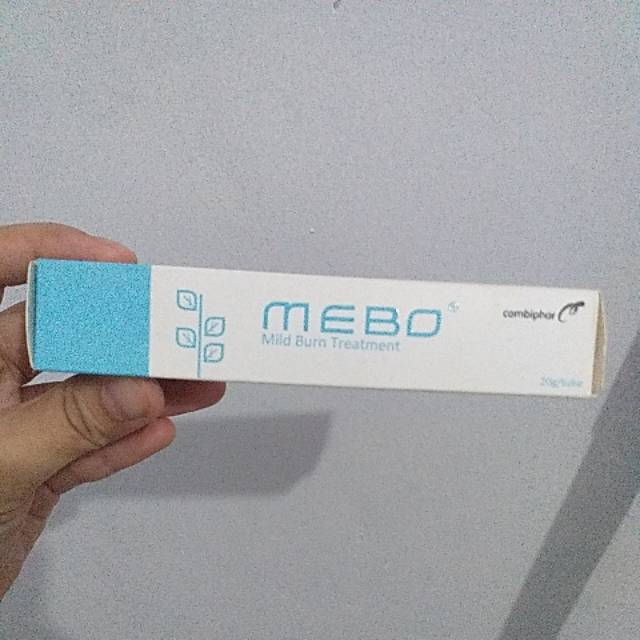 MEBO
Mild Burn Treatment
combiphar
20g/tube